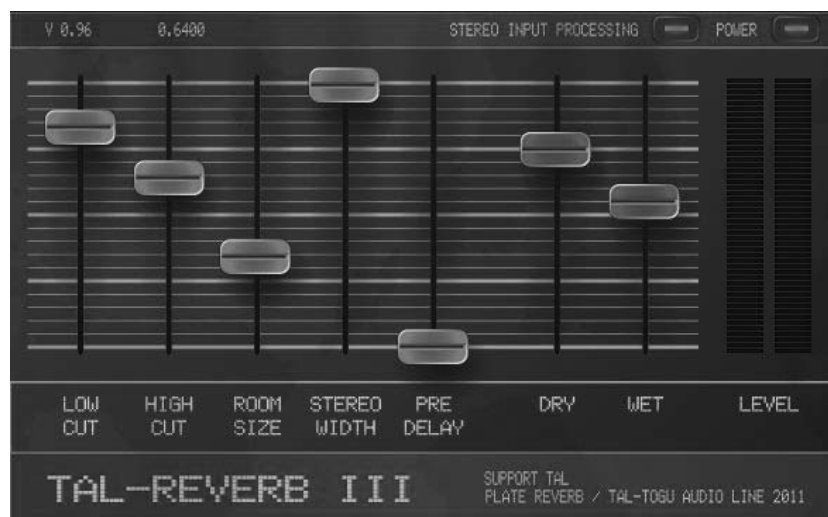 V 0.96 0.6400 STEREO INPUT PROCESSING POWER
LOW CUT
HIGH CUT
ROOM SIZE
STEREO WIDTH
PRE DELAY
DRY
WET
LEVEL
TAL-REVERB III
SUPPORT TAL
PLATE REVERB / TAL-TOGU AUDIO LINE 2011